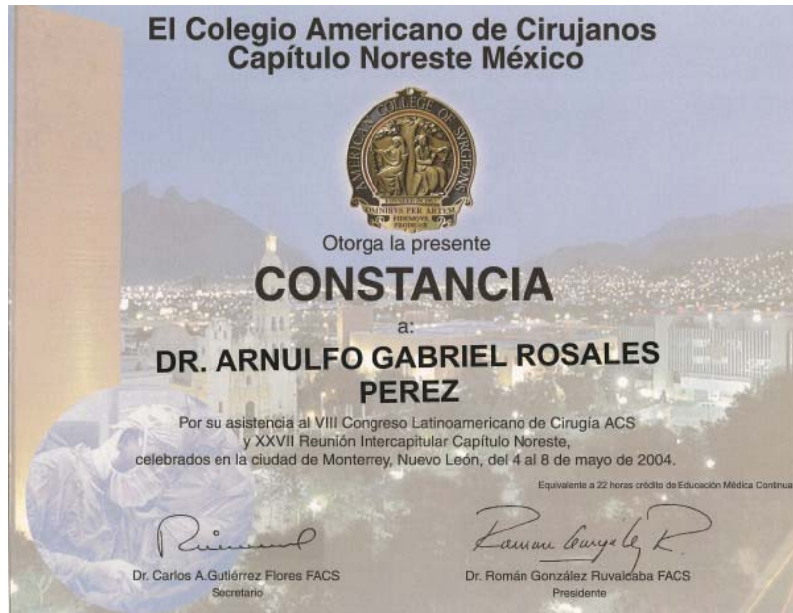 El Colegio Americano de Cirujanos
Capítulo Noreste México
AMERICAN COLLEGE OF SVRGEONS
OMNIBVS PER ARTEM
FIDEMQVE
PRODESSE
Otorga la presente
CONSTANCIA
a:
DR. ARNULFO GABRIEL ROSALES
PEREZ
Por su asistencia al VIII Congreso Latinoamericano de Cirugía ACS
y XXVII Reunión Intercapitular Capítulo Noreste,
celebrados en la ciudad de Monterrey, Nuevo León, del 4 al 8 de mayo de 2004.
Equivalente a 22 horas crédito de Educación Médica Continua
Dr. Carlos A.Gutiérrez Flores FACS
Secretario
Dr. Román González Ruvalcaba FACS
Presidente